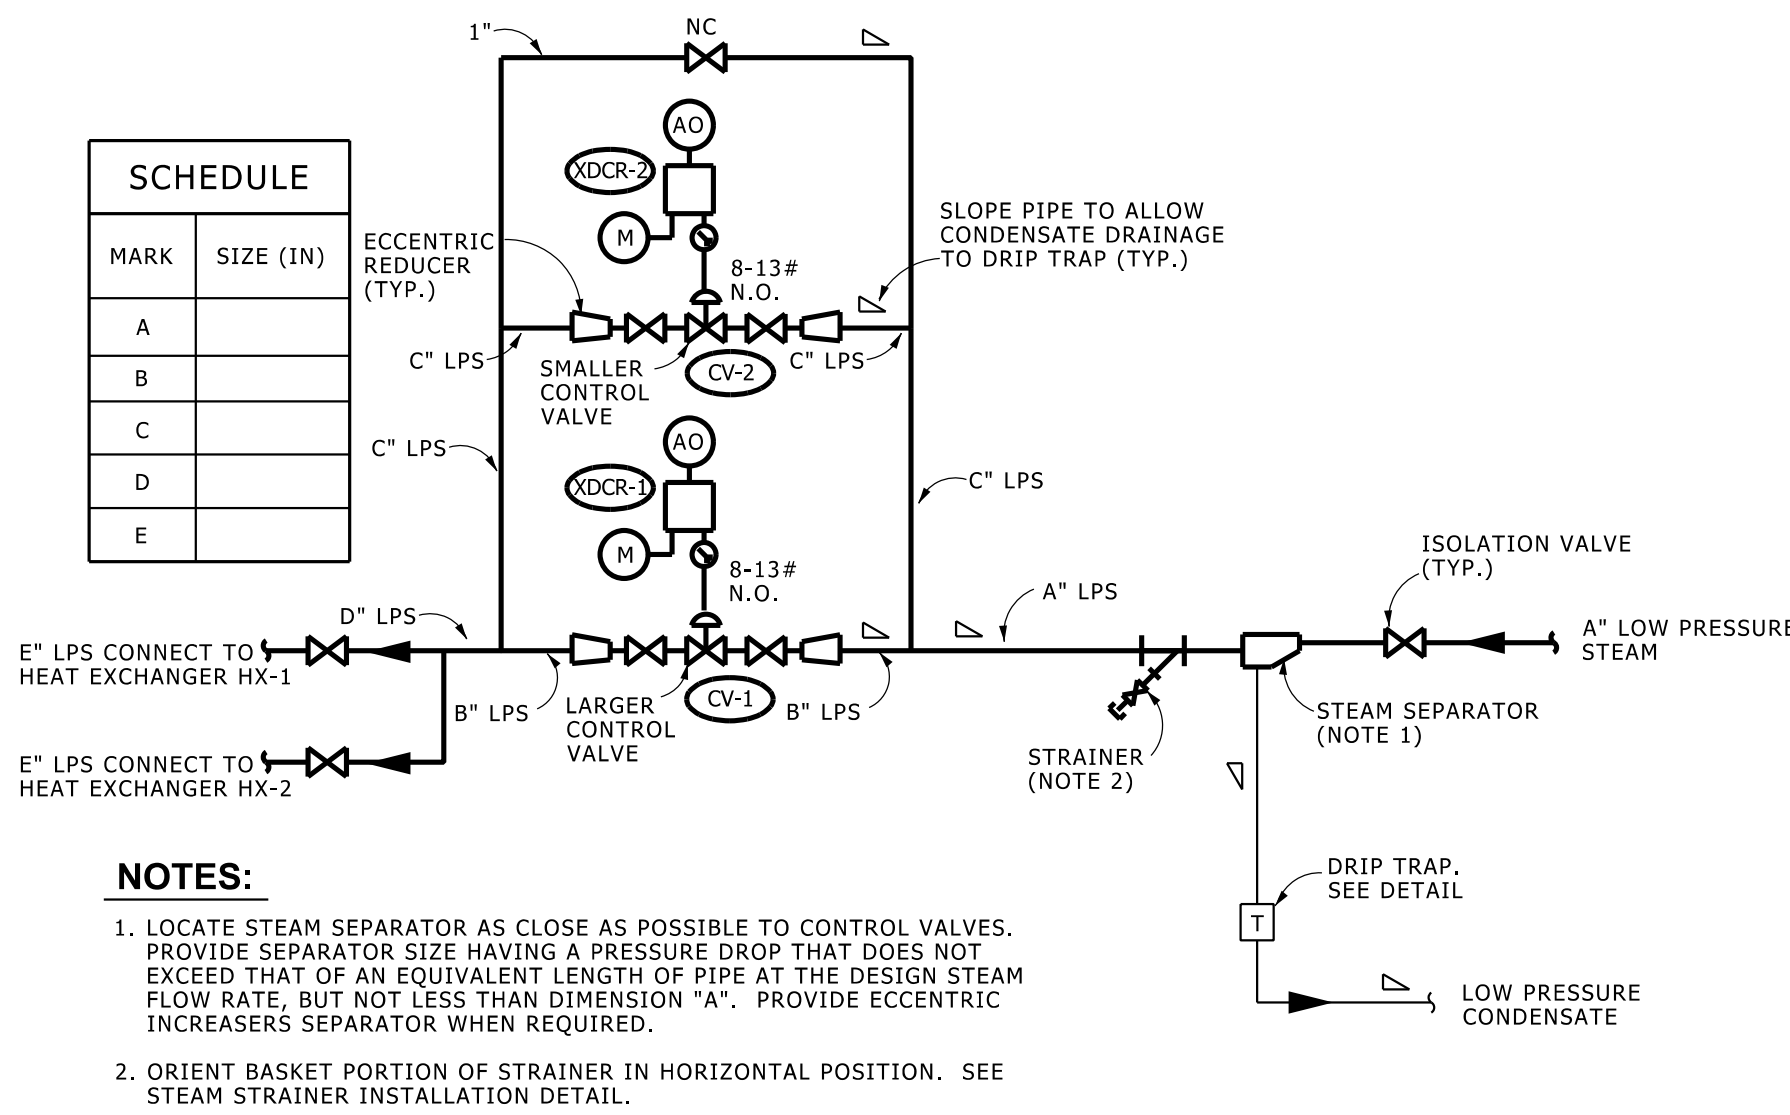 1"
NC
AO
XDCR-2
M
8-13#
N.O.
SCHEDULE
MARK
SIZE (IN)
A
B
C
D
E
ECCENTRIC
REDUCER
(TYP.)
SLOPE PIPE TO ALLOW
CONDENSATE DRAINAGE
TO DRIP TRAP (TYP.)
C" LPS
SMALLER
CONTROL
VALVE
CV-2
C" LPS
C" LPS
AO
XDCR-1
M
8-13#
N.O.
C" LPS
A" LPS
ISOLATION VALVE
(TYP.)
D" LPS
E" LPS CONNECT TO
HEAT EXCHANGER HX-1
B" LPS
LARGER
CONTROL
VALVE
CV-1
B" LPS
A" LOW PRESSURE
STEAM
STEAM SEPARATOR
(NOTE 1)
STRAINER
(NOTE 2)
E" LPS CONNECT TO
HEAT EXCHANGER HX-2
DRIP TRAP.
SEE DETAIL
T
LOW PRESSURE
CONDENSATE
NOTES:
1. LOCATE STEAM SEPARATOR AS CLOSE AS POSSIBLE TO CONTROL VALVES.
PROVIDE SEPARATOR SIZE HAVING A PRESSURE DROP THAT DOES NOT
EXCEED THAT OF AN EQUIVALENT LENGTH OF PIPE AT THE DESIGN STEAM
FLOW RATE, BUT NOT LESS THAN DIMENSION "A". PROVIDE ECCENTRIC
INCREASERS SEPARATOR WHEN REQUIRED.
2. ORIENT BASKET PORTION OF STRAINER IN HORIZONTAL POSITION. SEE
STEAM STRAINER INSTALLATION DETAIL.